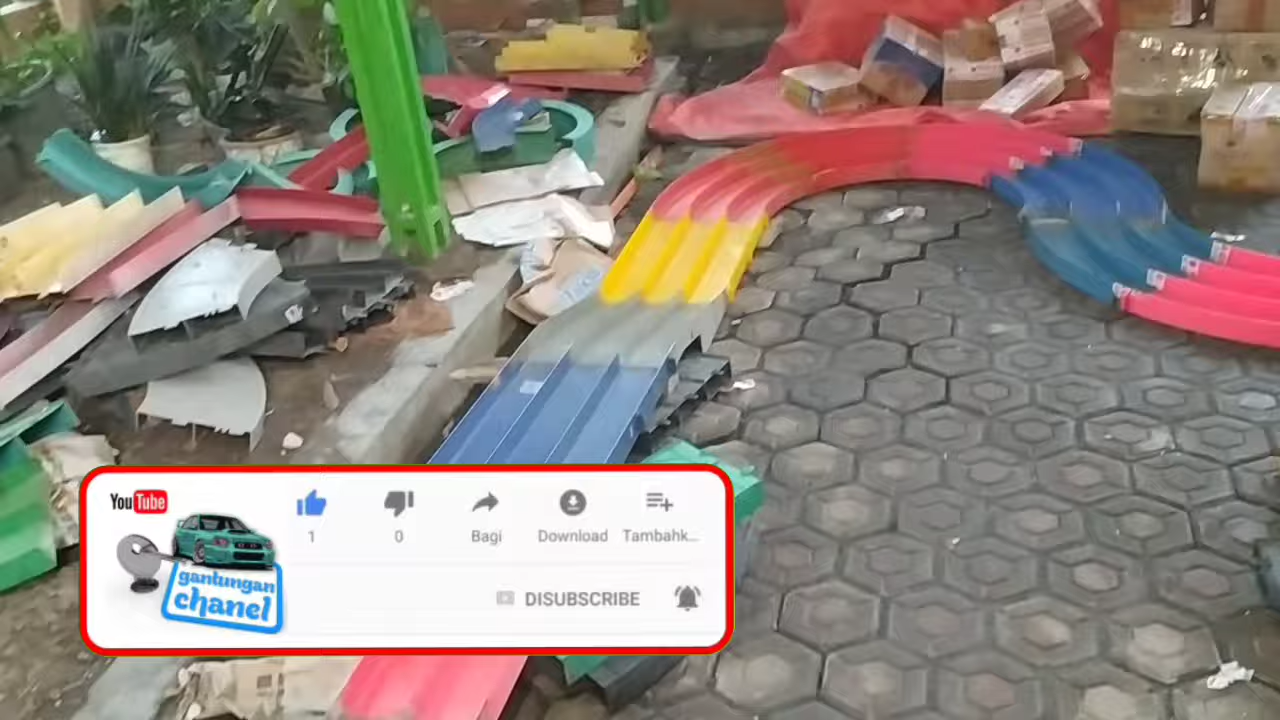 YouTube
1
0
Bagi
Download
Tambahk...
gantungan
chanel
DISUBSCRIBE